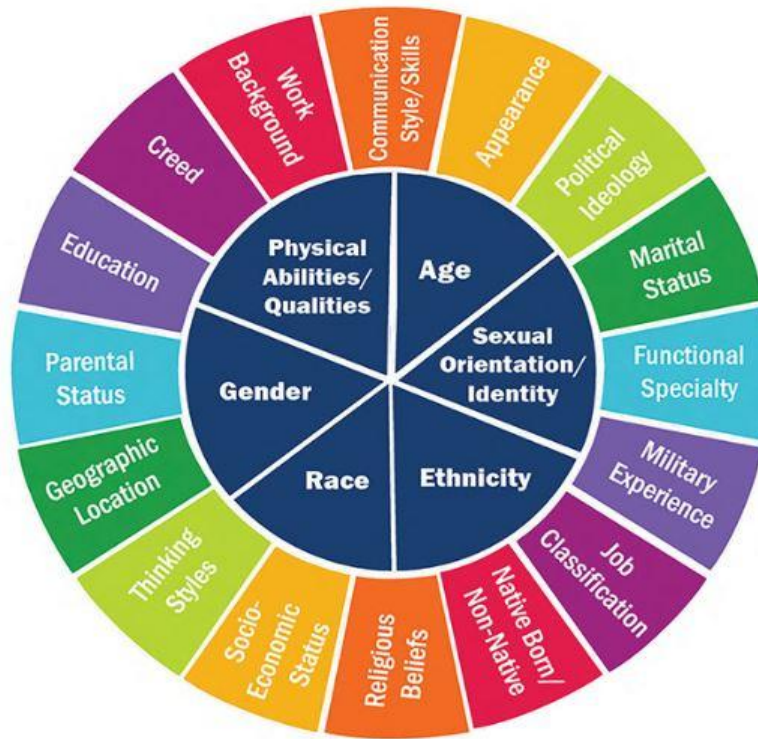 Communication
Style/Skills
Appearance
Political
Ideology
Marital
Status
Functional
Specialty
Military
Experience
Job
Classification
Native Born/
Non-Native
Religious
Beliefs
Socio-
Economic
Status
Thinking
Styles
Geographic
Location
Parental
Status
Education
Creed
Work
Background
Physical
Abilities/
Qualities
Age
Sexual
Orientation/
Identity
Ethnicity
Race
Gender